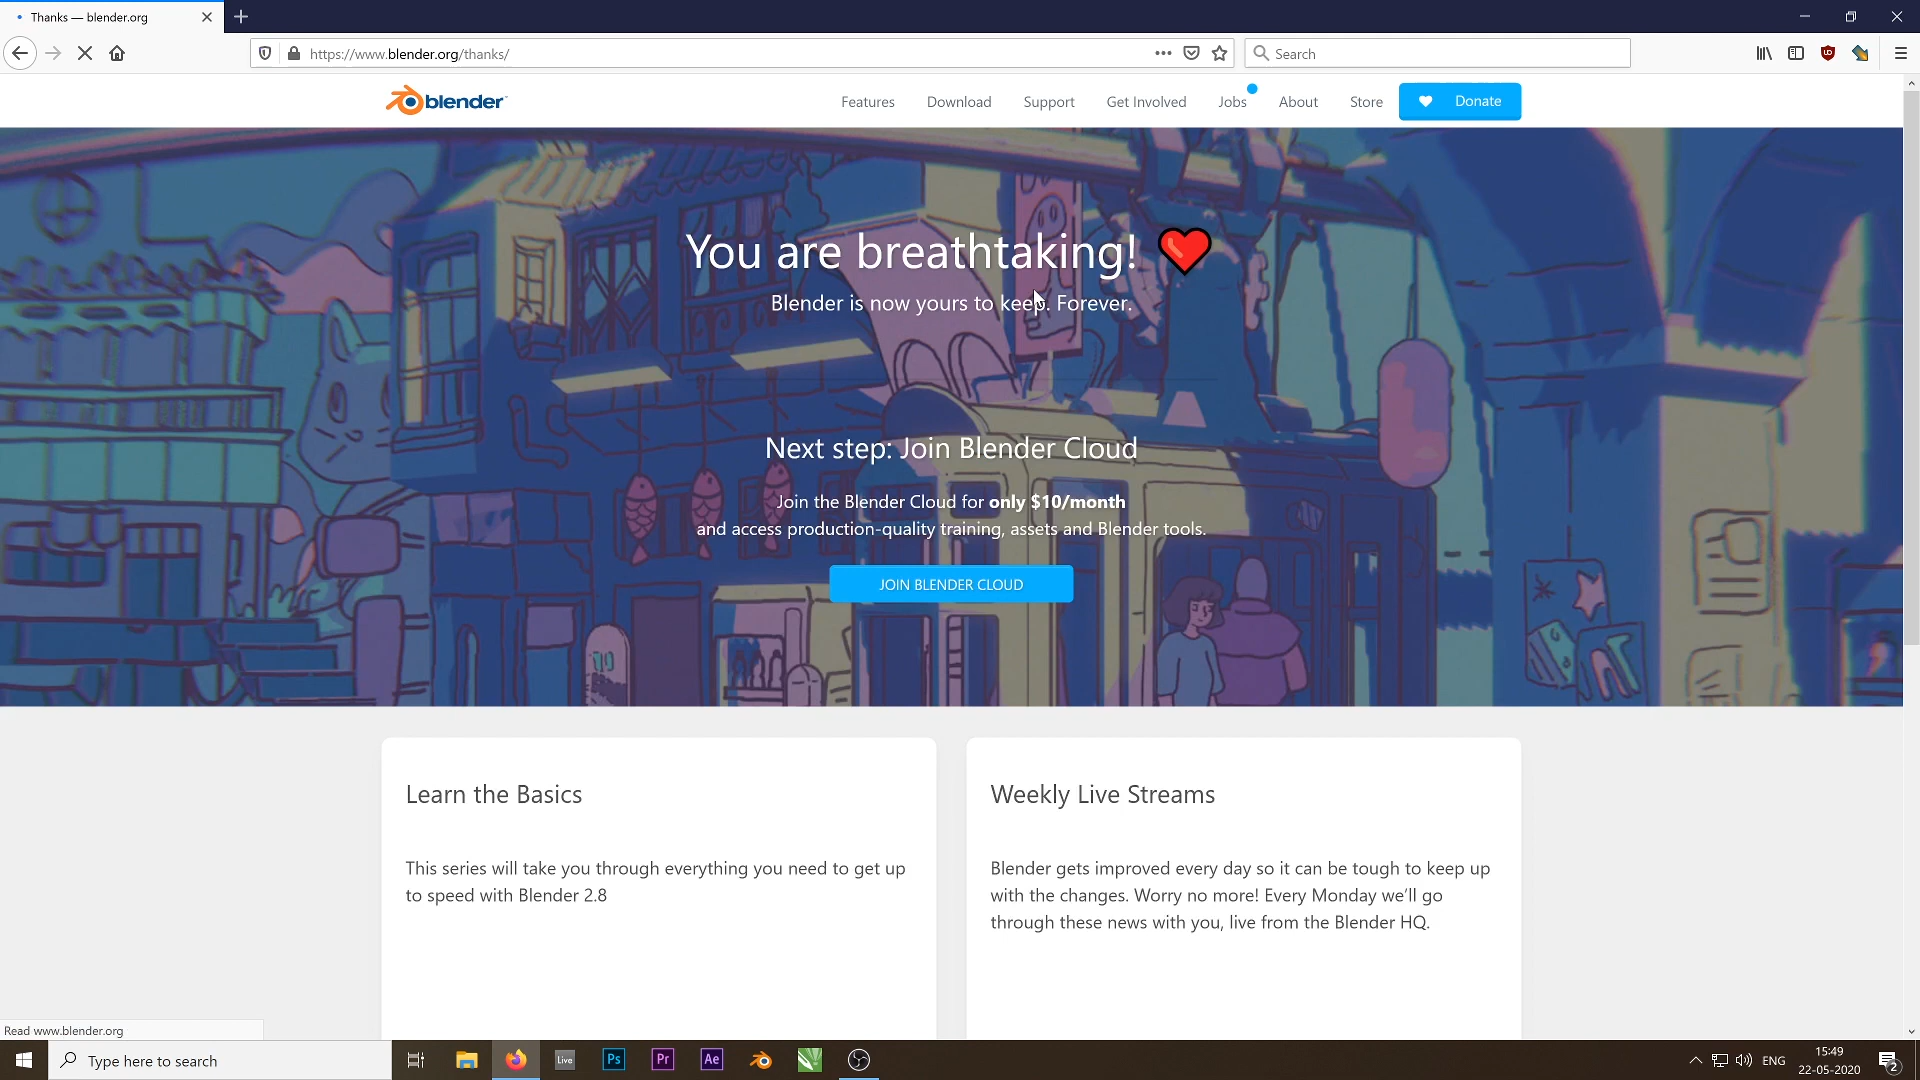 Thanks — blender.org
https://www.blender.org/thanks/
Search
blender
Features
Download
Support
Get Involved
Jobs
About
Store
Donate
You are breathtaking!
Blender is now yours to keep. Forever.
Next step: Join Blender Cloud
Join the Blender Cloud for only $10/month
and access production-quality training, assets and Blender tools.
JOIN BLENDER CLOUD
Learn the Basics
This series will take you through everything you need to get up
to speed with Blender 2.8
Weekly Live Streams
Blender gets improved every day so it can be tough to keep up
with the changes. Worry no more! Every Monday we’ll go
through these news with you, live from the Blender HQ.
Read www.blender.org
Type here to search
Live
Ps
Pr
Ae
ENG
15:49
22-05-2020
2